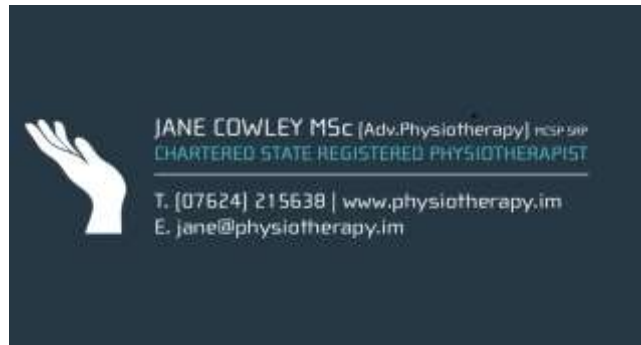 JANE COWLEY MSc (Adv.Physiotherapy) MCSP SRP
CHARTERED STATE REGISTERED PHYSIOTHERAPIST
T. (07624) 215638 | www.physiotherapy.im
E. jane@physiotherapy.im